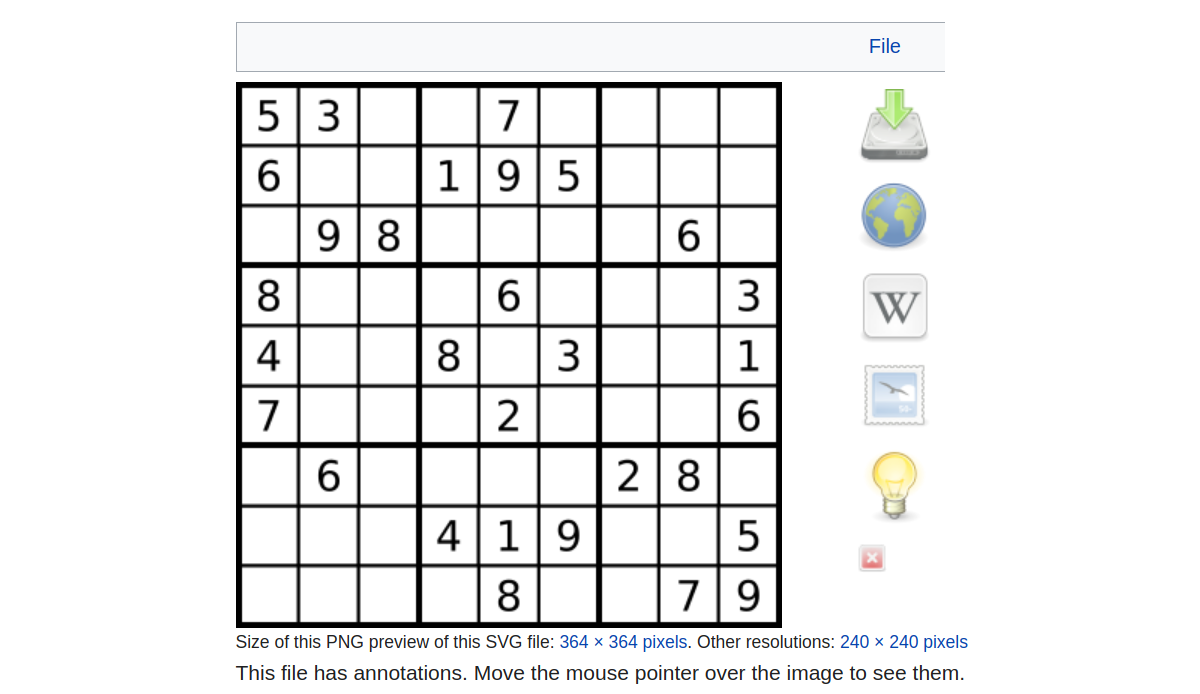 File
5 3 7
6 1 9 5
9 8 6
8 6 3
4 8 3 1
7 2 6
6 2 8
4 1 9 5
8 7 9
W
Size of this PNG preview of this SVG file: 364 × 364 pixels. Other resolutions: 240 × 240 pixels
This file has annotations. Move the mouse pointer over the image to see them.